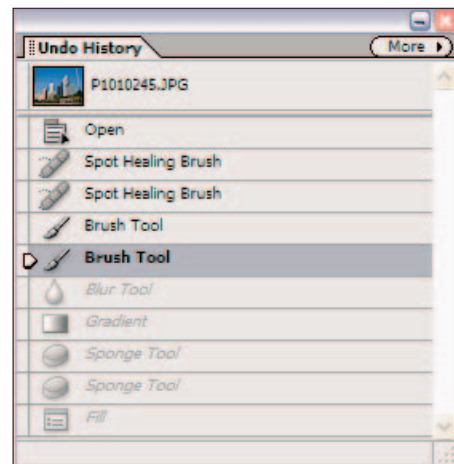 Undo History
More
P1010245.JPG
Open
Spot Healing Brush
Spot Healing Brush
Brush Tool
Brush Tool
Blur Tool
Gradient
Sponge Tool
Sponge Tool
Fill